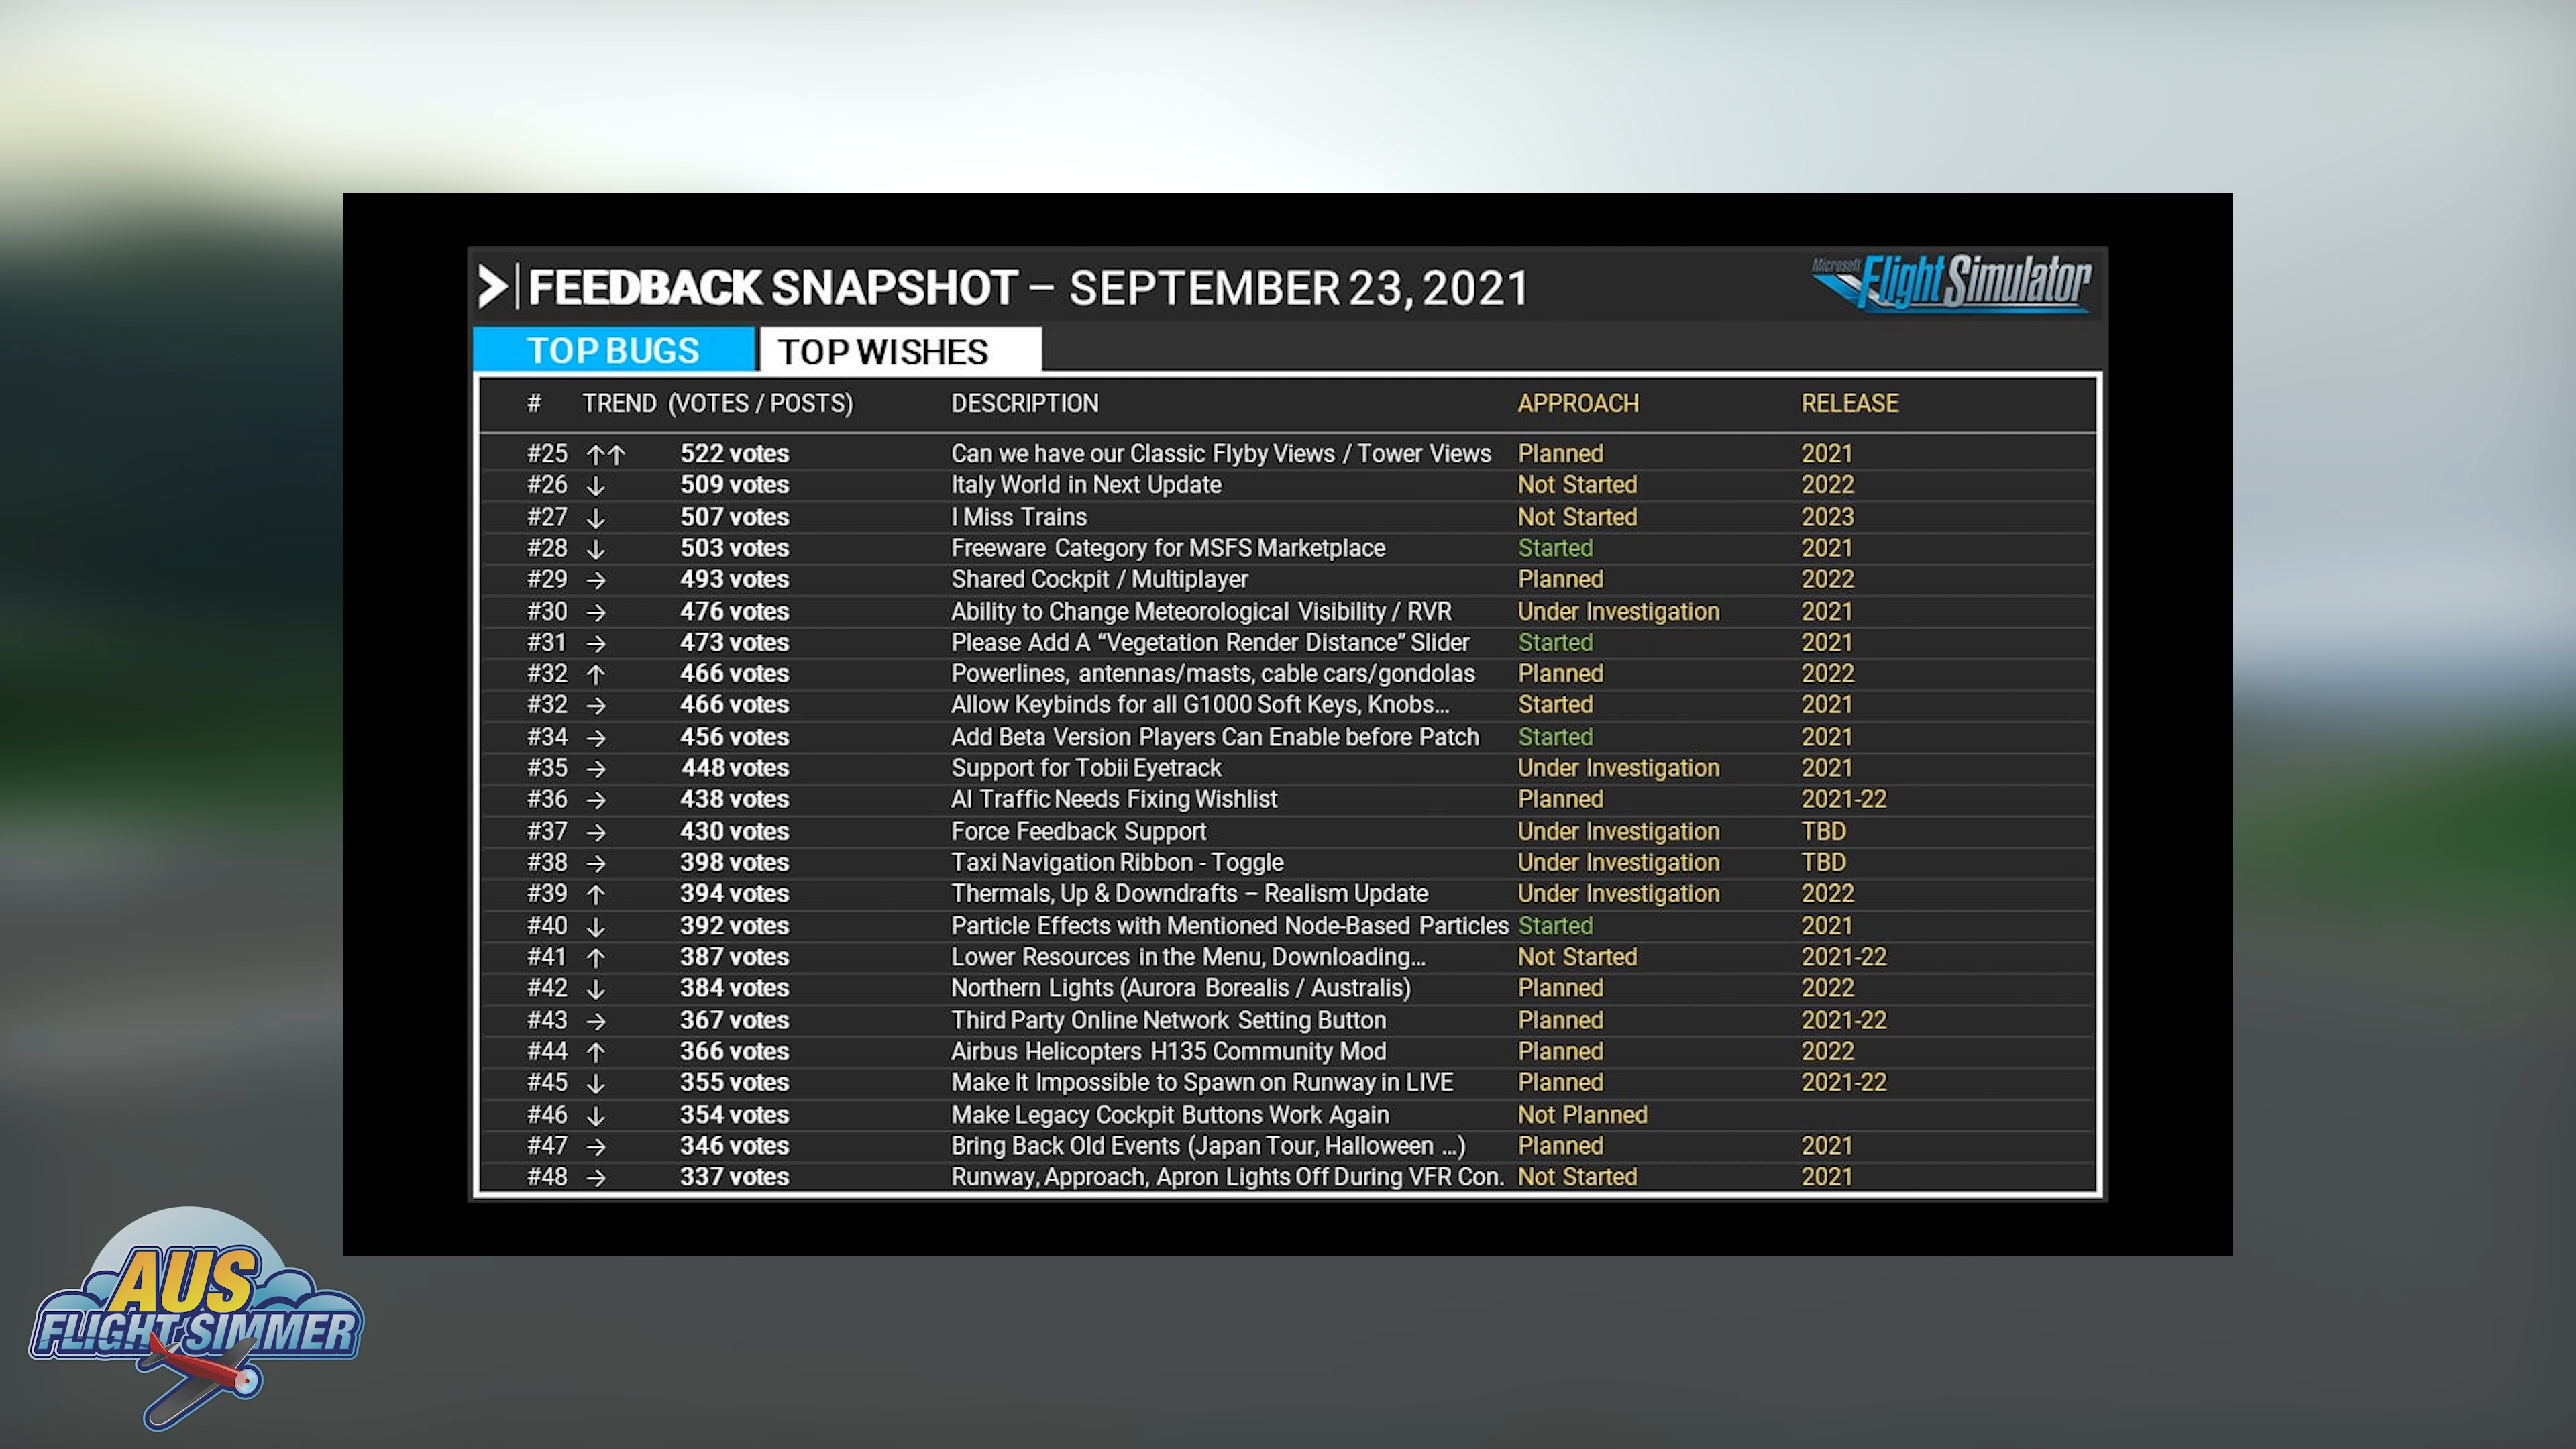 FEEDBACK SNAPSHOT – SEPTEMBER 23, 2021
Microsoft Flight Simulator
TOP BUGS TOP WISHES
# TREND (VOTES / POSTS) DESCRIPTION APPROACH RELEASE
#25 ↑↑ 522 votes Can we have our Classic Flyby Views / Tower Views Planned 2021
#26 ↓ 509 votes Italy World in Next Update Not Started 2022
#27 ↓ 507 votes I Miss Trains Not Started 2023
#28 ↓ 503 votes Freeware Category for MSFS Marketplace Started 2021
#29 → 493 votes Shared Cockpit / Multiplayer Planned 2022
#30 → 476 votes Ability to Change Meteorological Visibility / RVR Under Investigation 2021
#31 → 473 votes Please Add A “Vegetation Render Distance” Slider Started 2021
#32 ↑ 466 votes Powerlines, antennas/masts, cable cars/gondolas Planned 2022
#32 → 466 votes Allow Keybinds for all G1000 Soft Keys, Knobs... Started 2021
#34 → 456 votes Add Beta Version Players Can Enable before Patch Started 2021
#35 → 448 votes Support for Tobii Eyetrack Under Investigation 2021
#36 → 438 votes AI Traffic Needs Fixing Wishlist Planned 2021-22
#37 → 430 votes Force Feedback Support Under Investigation TBD
#38 → 398 votes Taxi Navigation Ribbon - Toggle Under Investigation TBD
#39 ↑ 394 votes Thermals, Up & Downdrafts – Realism Update Under Investigation 2022
#40 ↓ 392 votes Particle Effects with Mentioned Node-Based Particles Started 2021
#41 ↑ 387 votes Lower Resources in the Menu, Downloading... Not Started 2021-22
#42 ↓ 384 votes Northern Lights (Aurora Borealis / Australis) Planned 2022
#43 → 367 votes Third Party Online Network Setting Button Planned 2021-22
#44 ↑ 366 votes Airbus Helicopters H135 Community Mod Planned 2022
#45 ↓ 355 votes Make It Impossible to Spawn on Runway in LIVE Planned 2021-22
#46 ↓ 354 votes Make Legacy Cockpit Buttons Work Again Not Planned
#47 → 346 votes Bring Back Old Events (Japan Tour, Halloween ...) Planned 2021
#48 → 337 votes Runway, Approach, Apron Lights Off During VFR Con. Not Started 2021
AUS
FLIGHT SIMMER